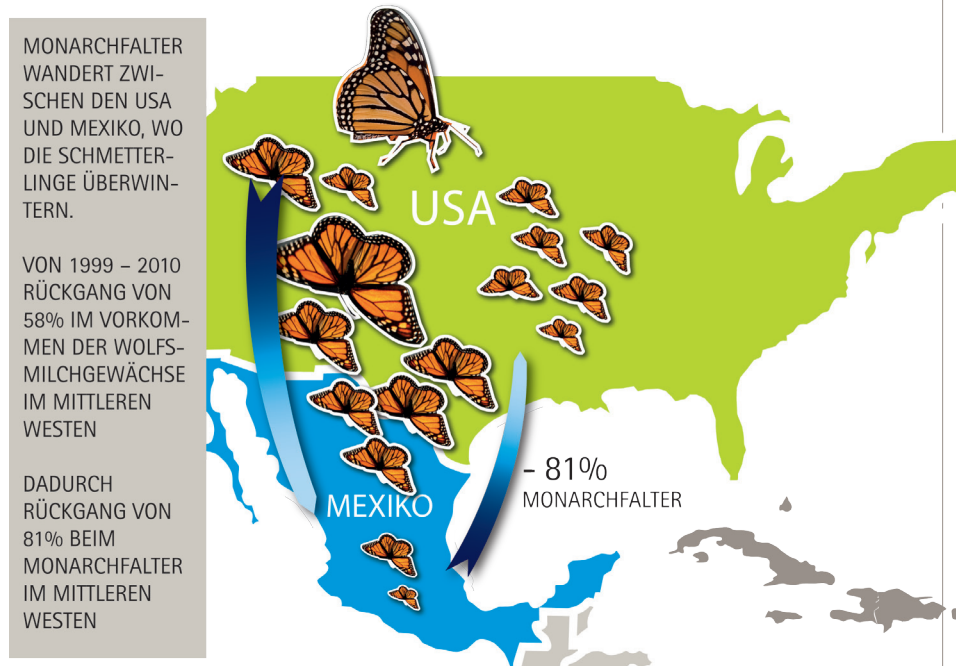 MONARCHFALTER
WANDERT ZWI-
SCHEN DEN USA
UND MEXIKO, WO
DIE SCHMETTER-
LINGE ÜBERWIN-
TERN.
VON 1999 – 2010
RÜCKGANG VON
58% IM VORKOM-
MEN DER WOLFS-
MILCHGEWÄCHSE
IM MITTLEREN
WESTEN
DADURCH
RÜCKGANG VON
81% BEIM
MONARCHFALTER
IM MITTLEREN
WESTEN
USA
- 81%
MONARCHFALTER
MEXIKO